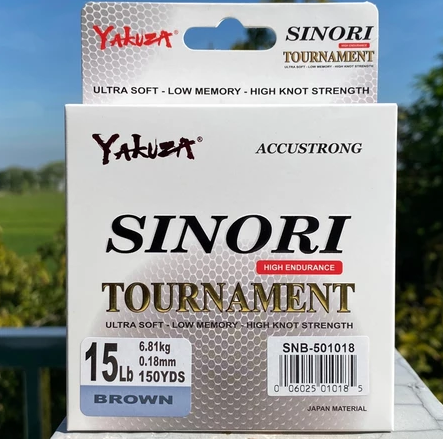 YAKUZA®
SINORI
HIGH ENDURANCE
TOURNAMENT
ULTRA SOFT - LOW MEMORY - HIGH KNOT STRENGTH
ULTRA SOFT - LOW MEMORY - HIGH KNOT STRENGTH
YAKUZA®
ACCUSTRONG
SINORI
HIGH ENDURANCE
TOURNAMENT
ULTRA SOFT - LOW MEMORY - HIGH KNOT STRENGTH
15Lb
6.81kg
0.18mm
150YDS
BROWN
SNB-501018
0 06025 01018 5
JAPAN MATERIAL